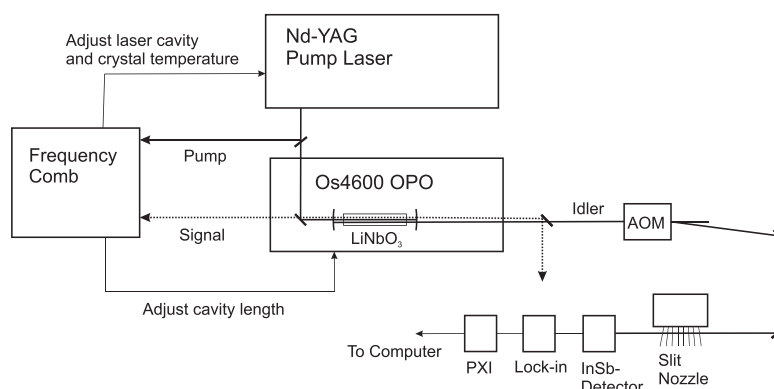 Nd-YAG
Pump Laser
Adjust laser cavity
and crystal temperature
Frequency
Comb
Pump
Os4600 OPO
Signal
LiNbO₃
Idler
AOM
Adjust cavity length
To Computer
PXI
Lock-in
InSb-
Detector
Slit
Nozzle